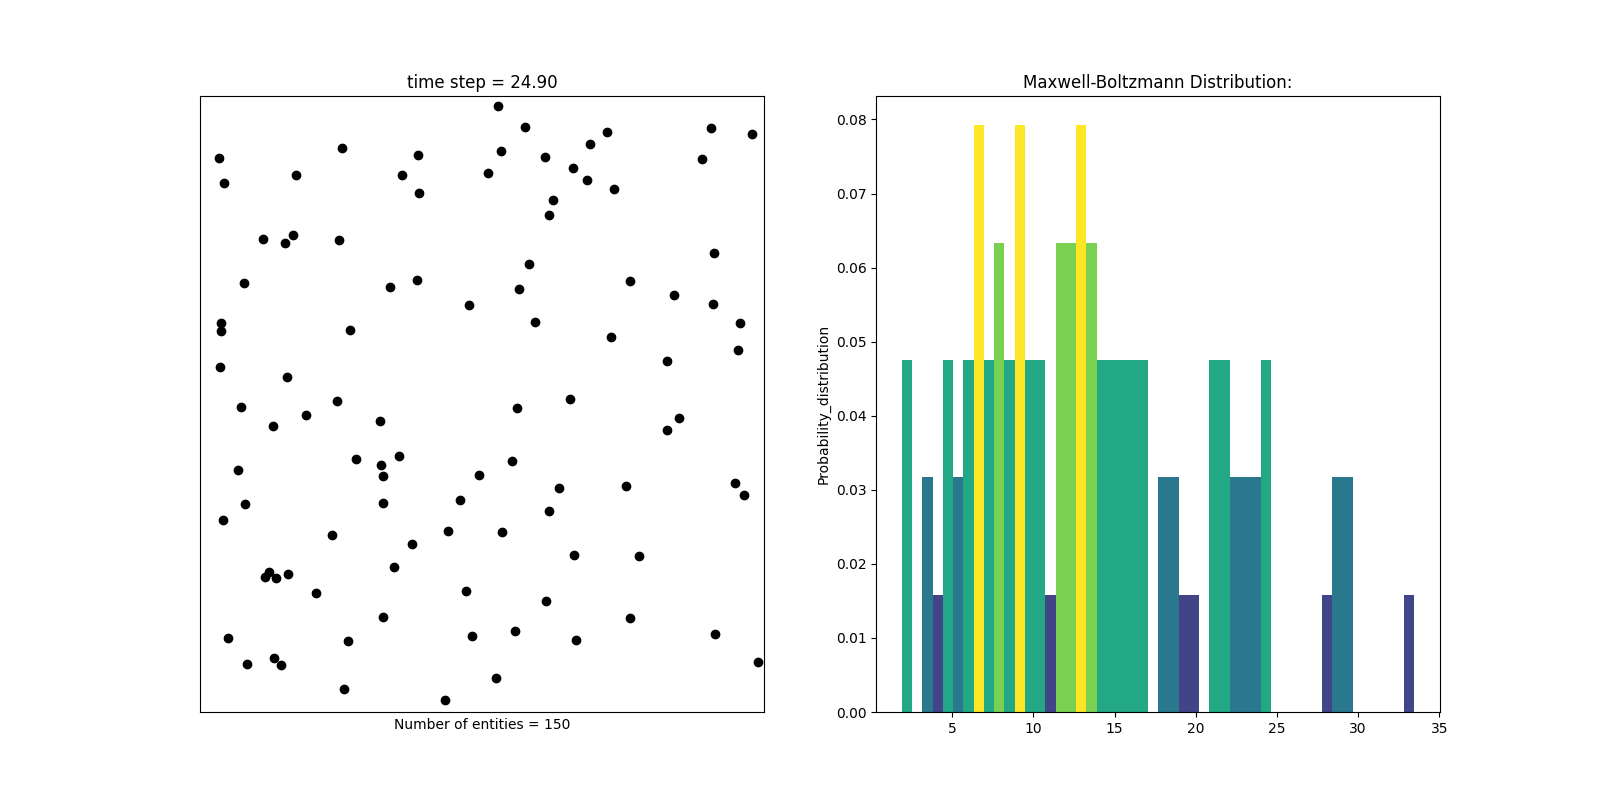 time step = 24.90
Number of entities = 150
Maxwell-Boltzmann Distribution:
Probability_distribution
0.08
0.07
0.06
0.05
0.04
0.03
0.02
0.01
0.00
5 10 15 20 25 30 35